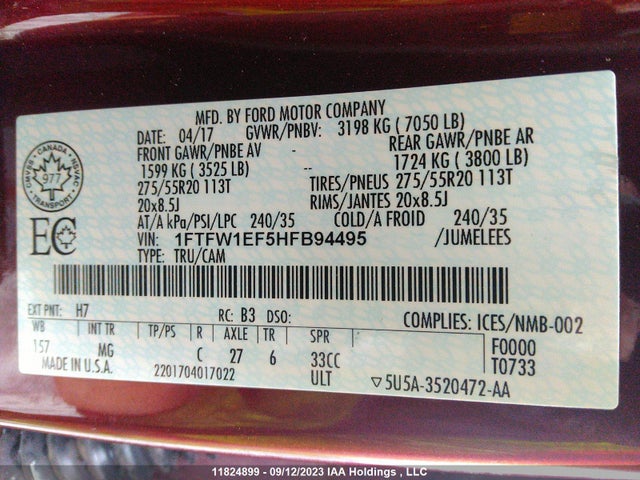 MFD. BY FORD MOTOR COMPANY
DATE: 04/17 GVWR/PNBV: 3198 KG ( 7050 LB)
FRONT GAWR/PNBE AV - REAR GAWR/PNBE AR
1599 KG ( 3525 LB) -- 1724 KG ( 3800 LB)
275/55R20 113T TIRES/PNEUS 275/55R20 113T
20x8.5J RIMS/JANTES 20x8.5J
AT/A kPa/PSI/LPC 240/35 COLD/A FROID 240/35
VIN: 1FTFW1EF5HFB94495 /JUMELEES
TYPE: TRU/CAM
CANADA
CMVSS NSVAC
977
TRANSPORT
EC
EXT PNT: H7 RC: B3 DSO: COMPLIES: ICES/NMB-002
WB INT TR TP/PS R AXLE TR SPR F0000
157 MG C 27 6 33CC T0733
MADE IN U.S.A. 2201704017022 ULT ▽5U5A-3520472-AA
11824899 - 09/12/2023 IAA Holdings , LLC